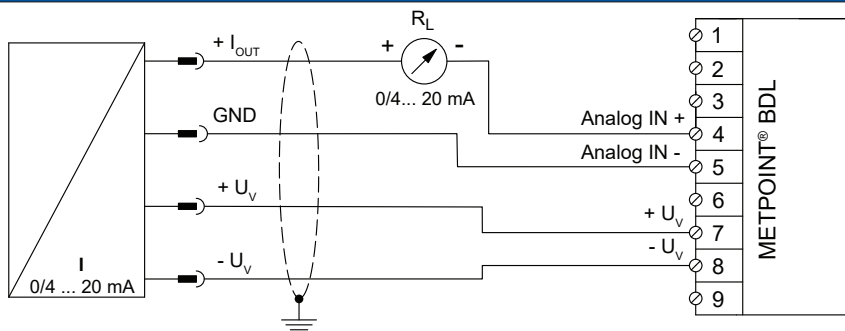 + I_OUT
R_L
+
-
0/4... 20 mA
GND
+ U_V
- U_V
I
0/4 ... 20 mA
Analog IN +
Analog IN -
+ U_V
- U_V
1
2
3
4
5
6
7
8
9
METPOINT® BDL